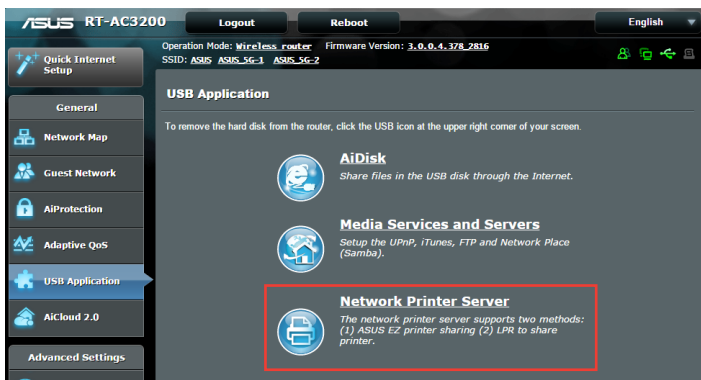 ASUS RT-AC3200 Logout Reboot English
Operation Mode: Wireless router Firmware Version: 3.0.0.4.378_2816
SSID: ASUS ASUS_5G-1 ASUS_5G-2
Quick Internet
Setup
General
Network Map
Guest Network
AiProtection
Adaptive QoS
USB Application
AiCloud 2.0
Advanced Settings
USB Application
To remove the hard disk from the router, click the USB icon at the upper right corner of your screen.
AiDisk
Share files in the USB disk through the Internet.
Media Services and Servers
Setup the UPnP, iTunes, FTP and Network Place
(Samba).
Network Printer Server
The network printer server supports two methods:
(1) ASUS EZ printer sharing (2) LPR to share
printer.